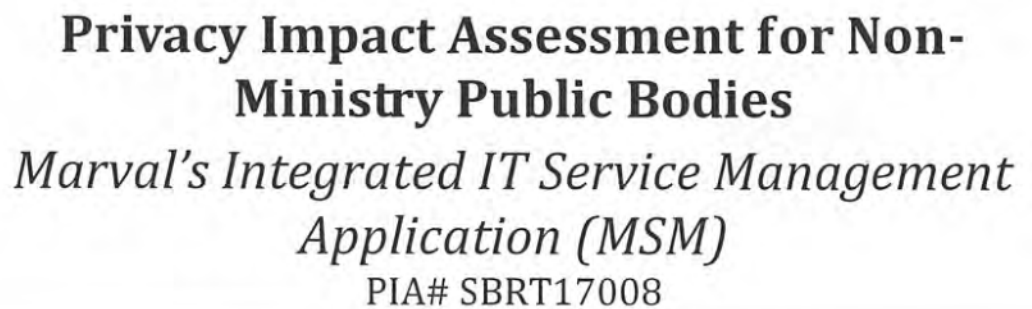 Privacy Impact Assessment for Non-
Ministry Public Bodies
Marval's Integrated IT Service Management
Application (MSM)
PIA# SBRT17008